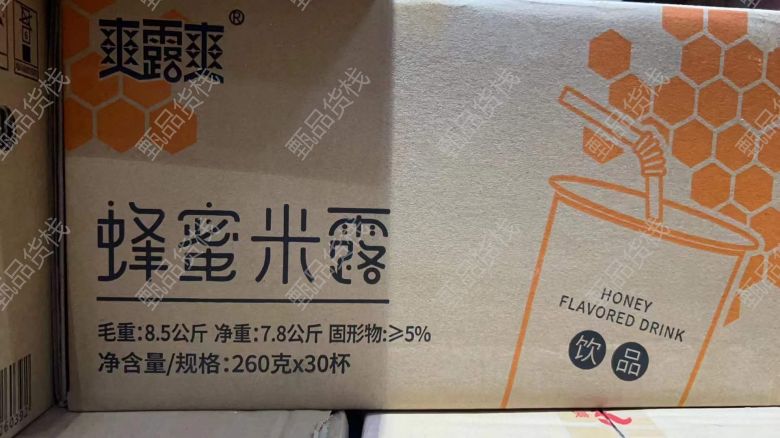 爽露爽®
蜂蜜米露
毛重:8.5公斤 净重:7.8公斤 固形物:≥5%
净含量/规格:260克x30杯
HONEY
FLAVORED DRINK
饮品
甄品货栈